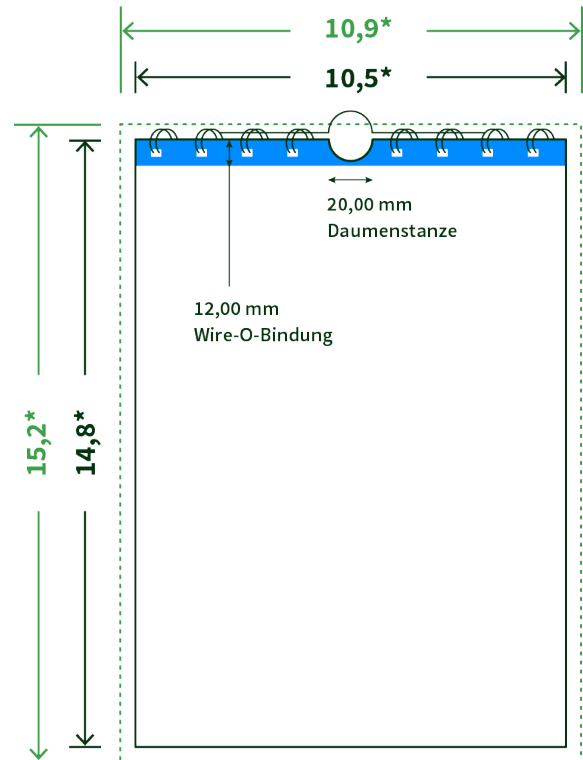 10,9*
10,5*
20,00 mm
Daumenstanze
12,00 mm
Wire-O-Bindung
15,2*
14,8*